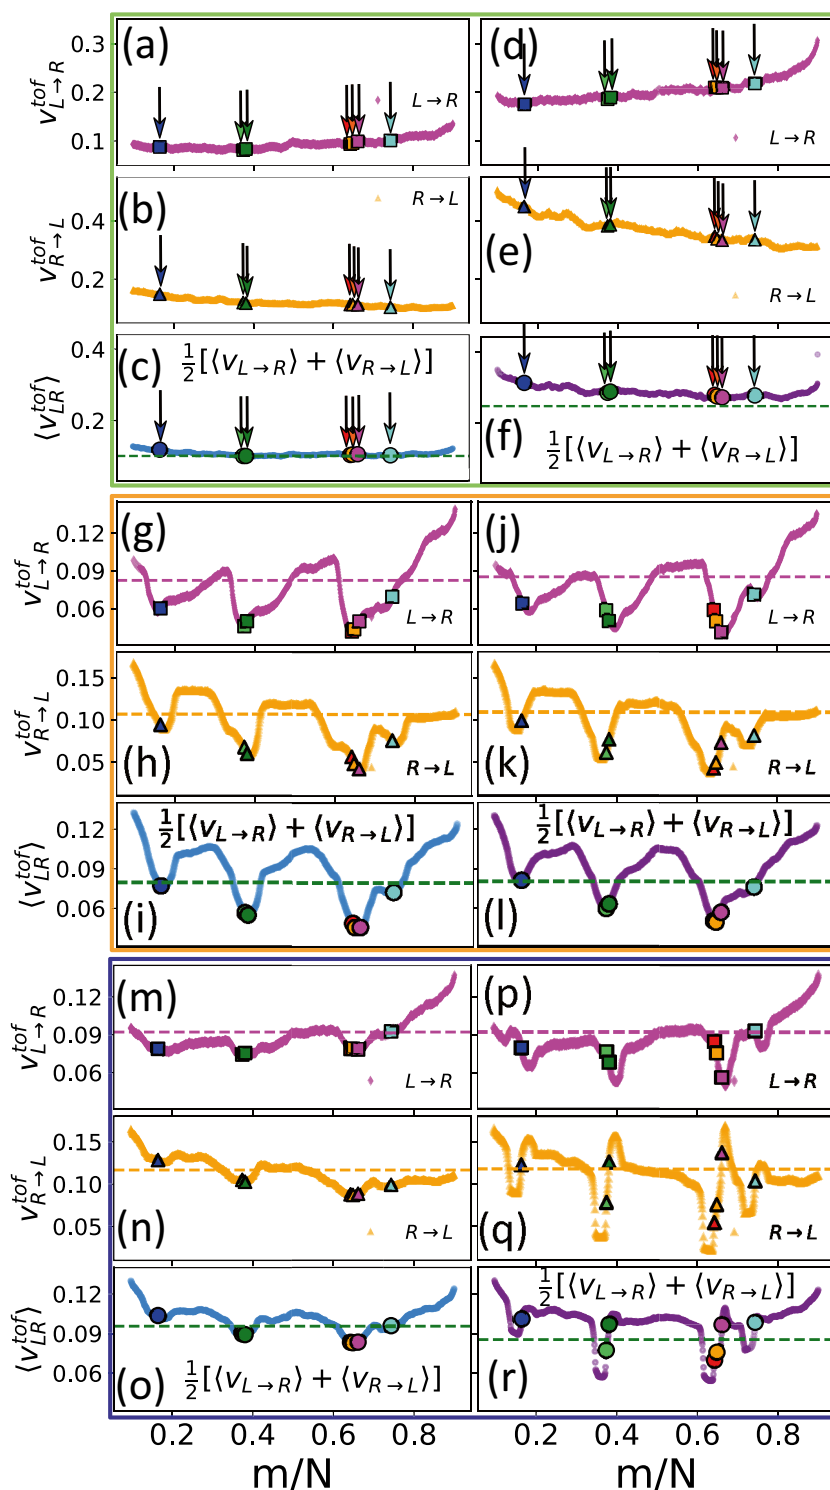 (a)
v^{tof}_{L→R}
0.3
0.2
0.1
L→R
(d)
L→R
(b)
v^{tof}_{R→L}
0.4
0.2
R→L
(e)
R→L
(c)
½[⟨v_{L→R}⟩ + ⟨v_{R→L}⟩]
⟨v^{tof}_{LR}⟩
0.4
0.2
(f)
½[⟨v_{L→R}⟩ + ⟨v_{R→L}⟩]
(g)
v^{tof}_{L→R}
0.12
0.09
0.06
L→R
(j)
L→R
(h)
v^{tof}_{R→L}
0.15
0.10
0.05
R→L
(k)
R→L
(i)
½[⟨v_{L→R}⟩ + ⟨v_{R→L}⟩]
⟨v^{tof}_{LR}⟩
0.12
0.09
0.06
(l)
½[⟨v_{L→R}⟩ + ⟨v_{R→L}⟩]
(m)
v^{tof}_{L→R}
0.12
0.09
0.06
L→R
(p)
L→R
(n)
v^{tof}_{R→L}
0.15
0.10
0.05
R→L
(q)
R→L
(o)
½[⟨v_{L→R}⟩ + ⟨v_{R→L}⟩]
⟨v^{tof}_{LR}⟩
0.12
0.09
0.06
(r)
½[⟨v_{L→R}⟩ + ⟨v_{R→L}⟩]
0.2 0.4 0.6 0.8
0.2 0.4 0.6 0.8
m/N
m/N